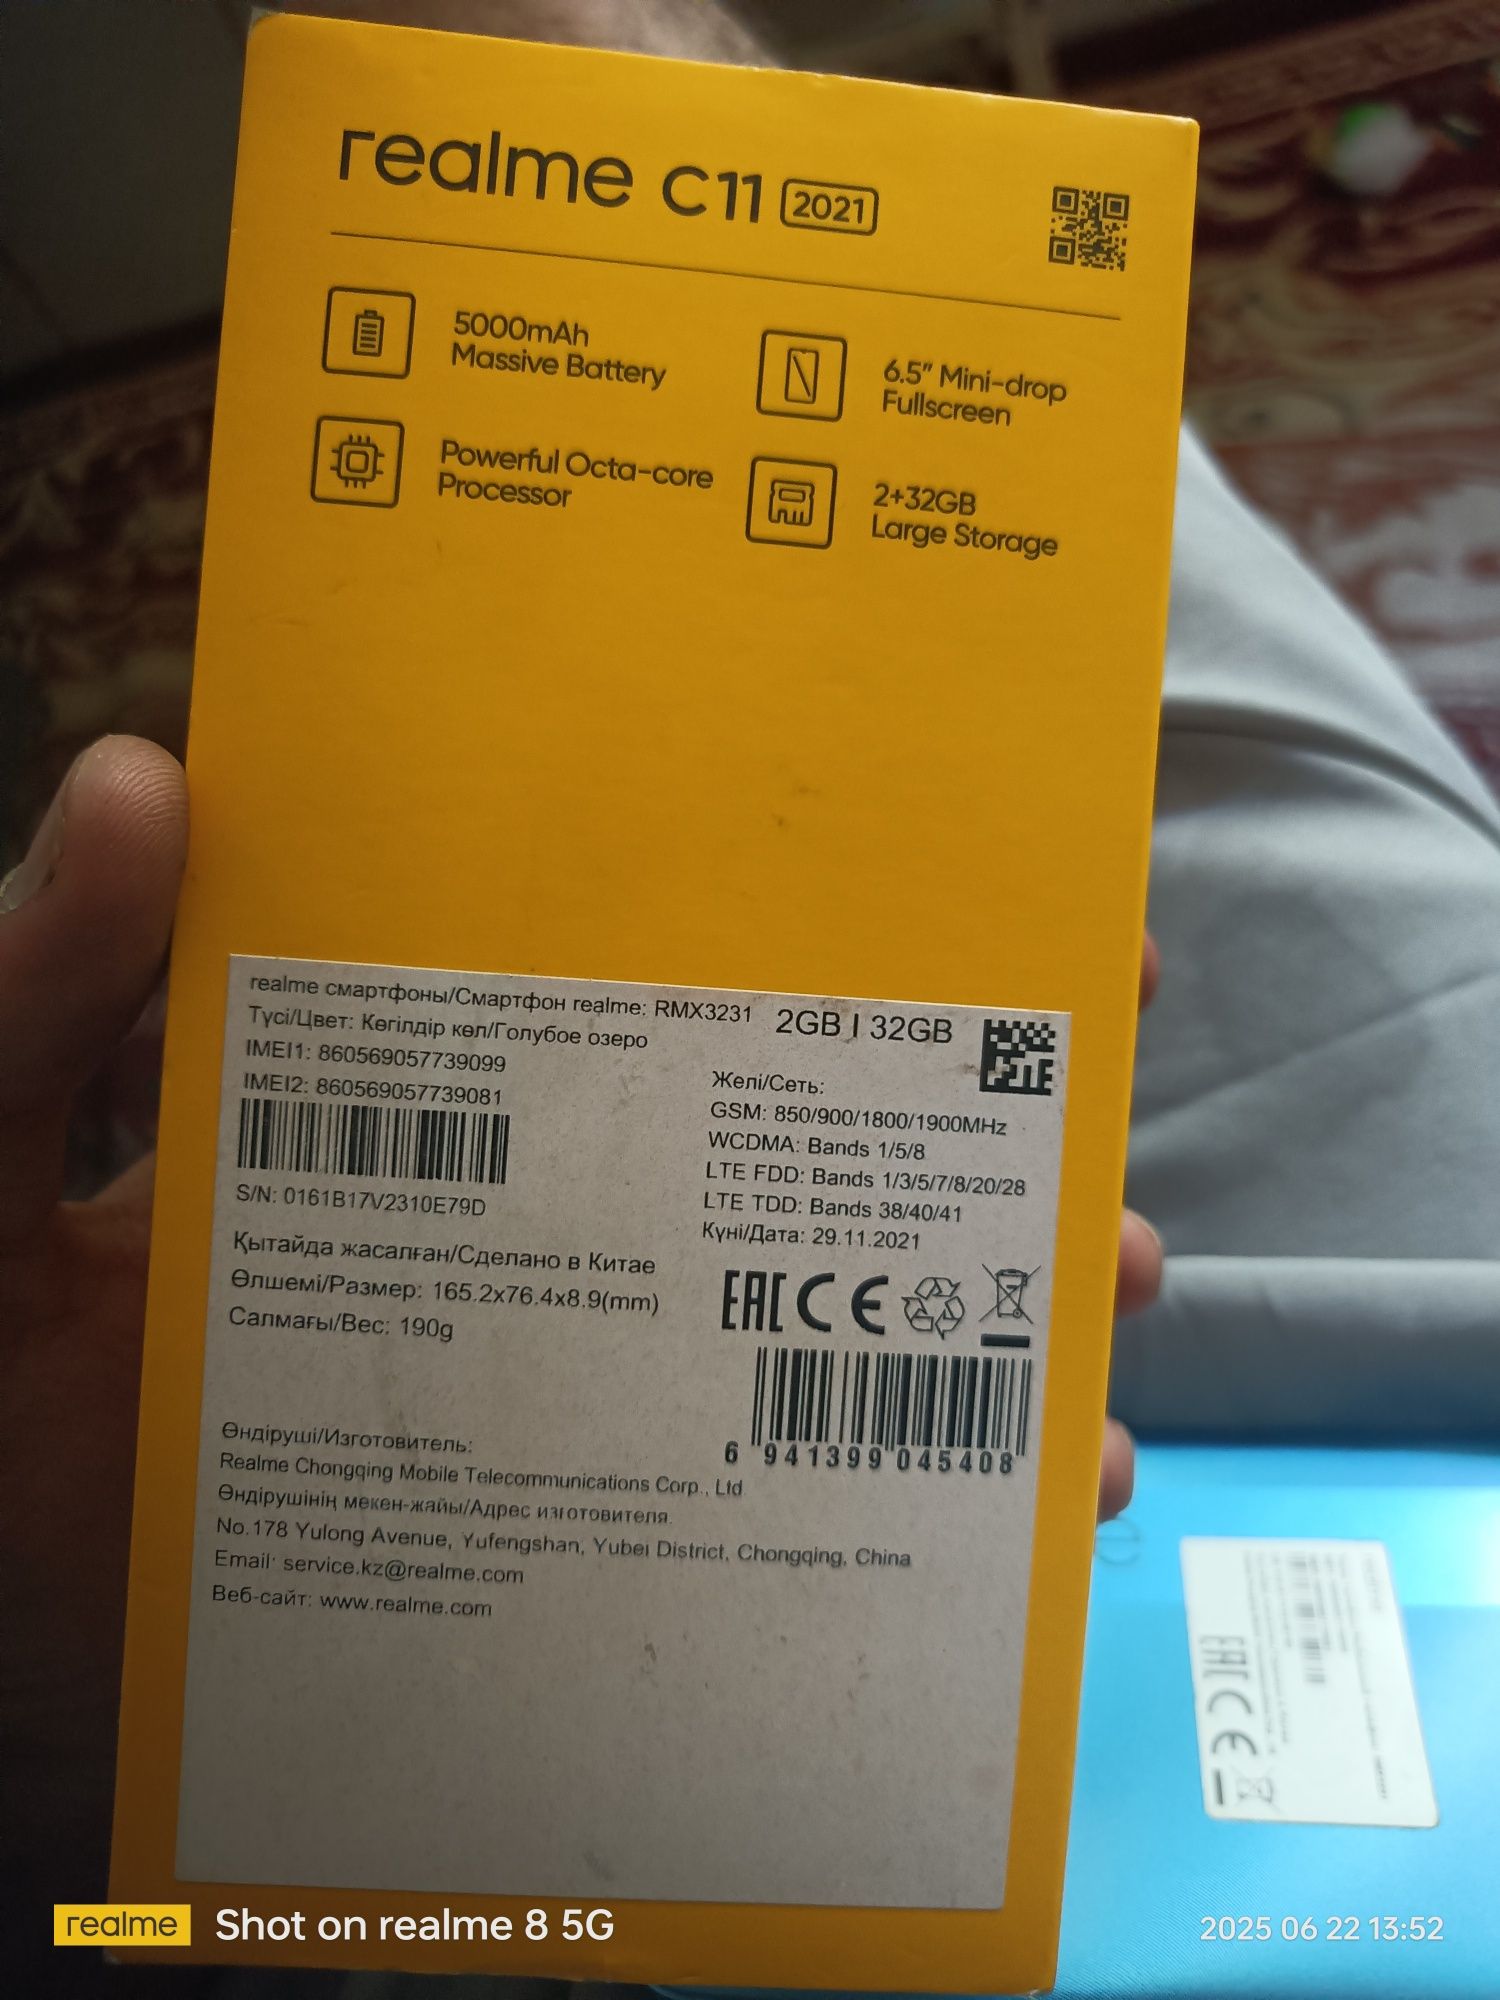 realme C11 2021
5000mAh
Massive Battery
6.5" Mini-drop
Fullscreen
Powerful Octa-core
Processor
2+32GB
Large Storage
realme смартфоны/Смартфон realme: RMX3231
2GB | 32GB
Түсі/Цвет: Көгілдір көл/Голубое озеро
IMEI1: 860569057739099
IMEI2: 860569057739081
S/N: 0161B17V2310E79D
Желі/Сеть:
GSM: 850/900/1800/1900MHz
WCDMA: Bands 1/5/8
LTE FDD: Bands 1/3/5/7/8/20/28
LTE TDD: Bands 38/40/41
Күні/Дата: 29.11.2021
Қытайда жасалған/Сделано в Китае
Өлшемі/Размер: 165.2x76.4x8.9(mm)
Салмағы/Вес: 190g
EAC CE
6 941399 045408
Өндіруші/Изготовитель:
Realme Chongqing Mobile Telecommunications Corp., Ltd.
Өндірушінің мекен-жайы/Адрес изготовителя:
No.178 Yulong Avenue, Yufengshan, Yubei District, Chongqing, China
Email: service.kz@realme.com
Веб-сайт: www.realme.com
EAC CE
realme Shot on realme 8 5G
2025 06 22 13:52